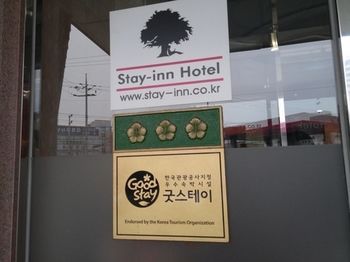 Stay-inn Hotel
www.stay-inn.co.kr
Good
Stay
한국관광공사지정
우수숙박시설
굿스테이
Endorsed by the Korea Tourism Organization